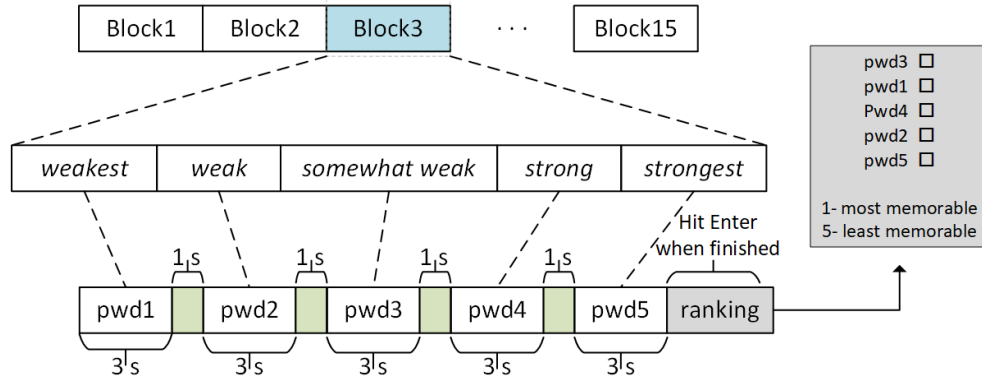 Block1 Block2 Block3 ... Block15
pwd3
pwd1
Pwd4
pwd2
pwd5
1- most memorable
5- least memorable
weakest weak somewhat weak strong strongest
Hit Enter
when finished
1 s 1 s 1 s 1 s
pwd1 pwd2 pwd3 pwd4 pwd5 ranking
3 s 3 s 3 s 3 s 3 s